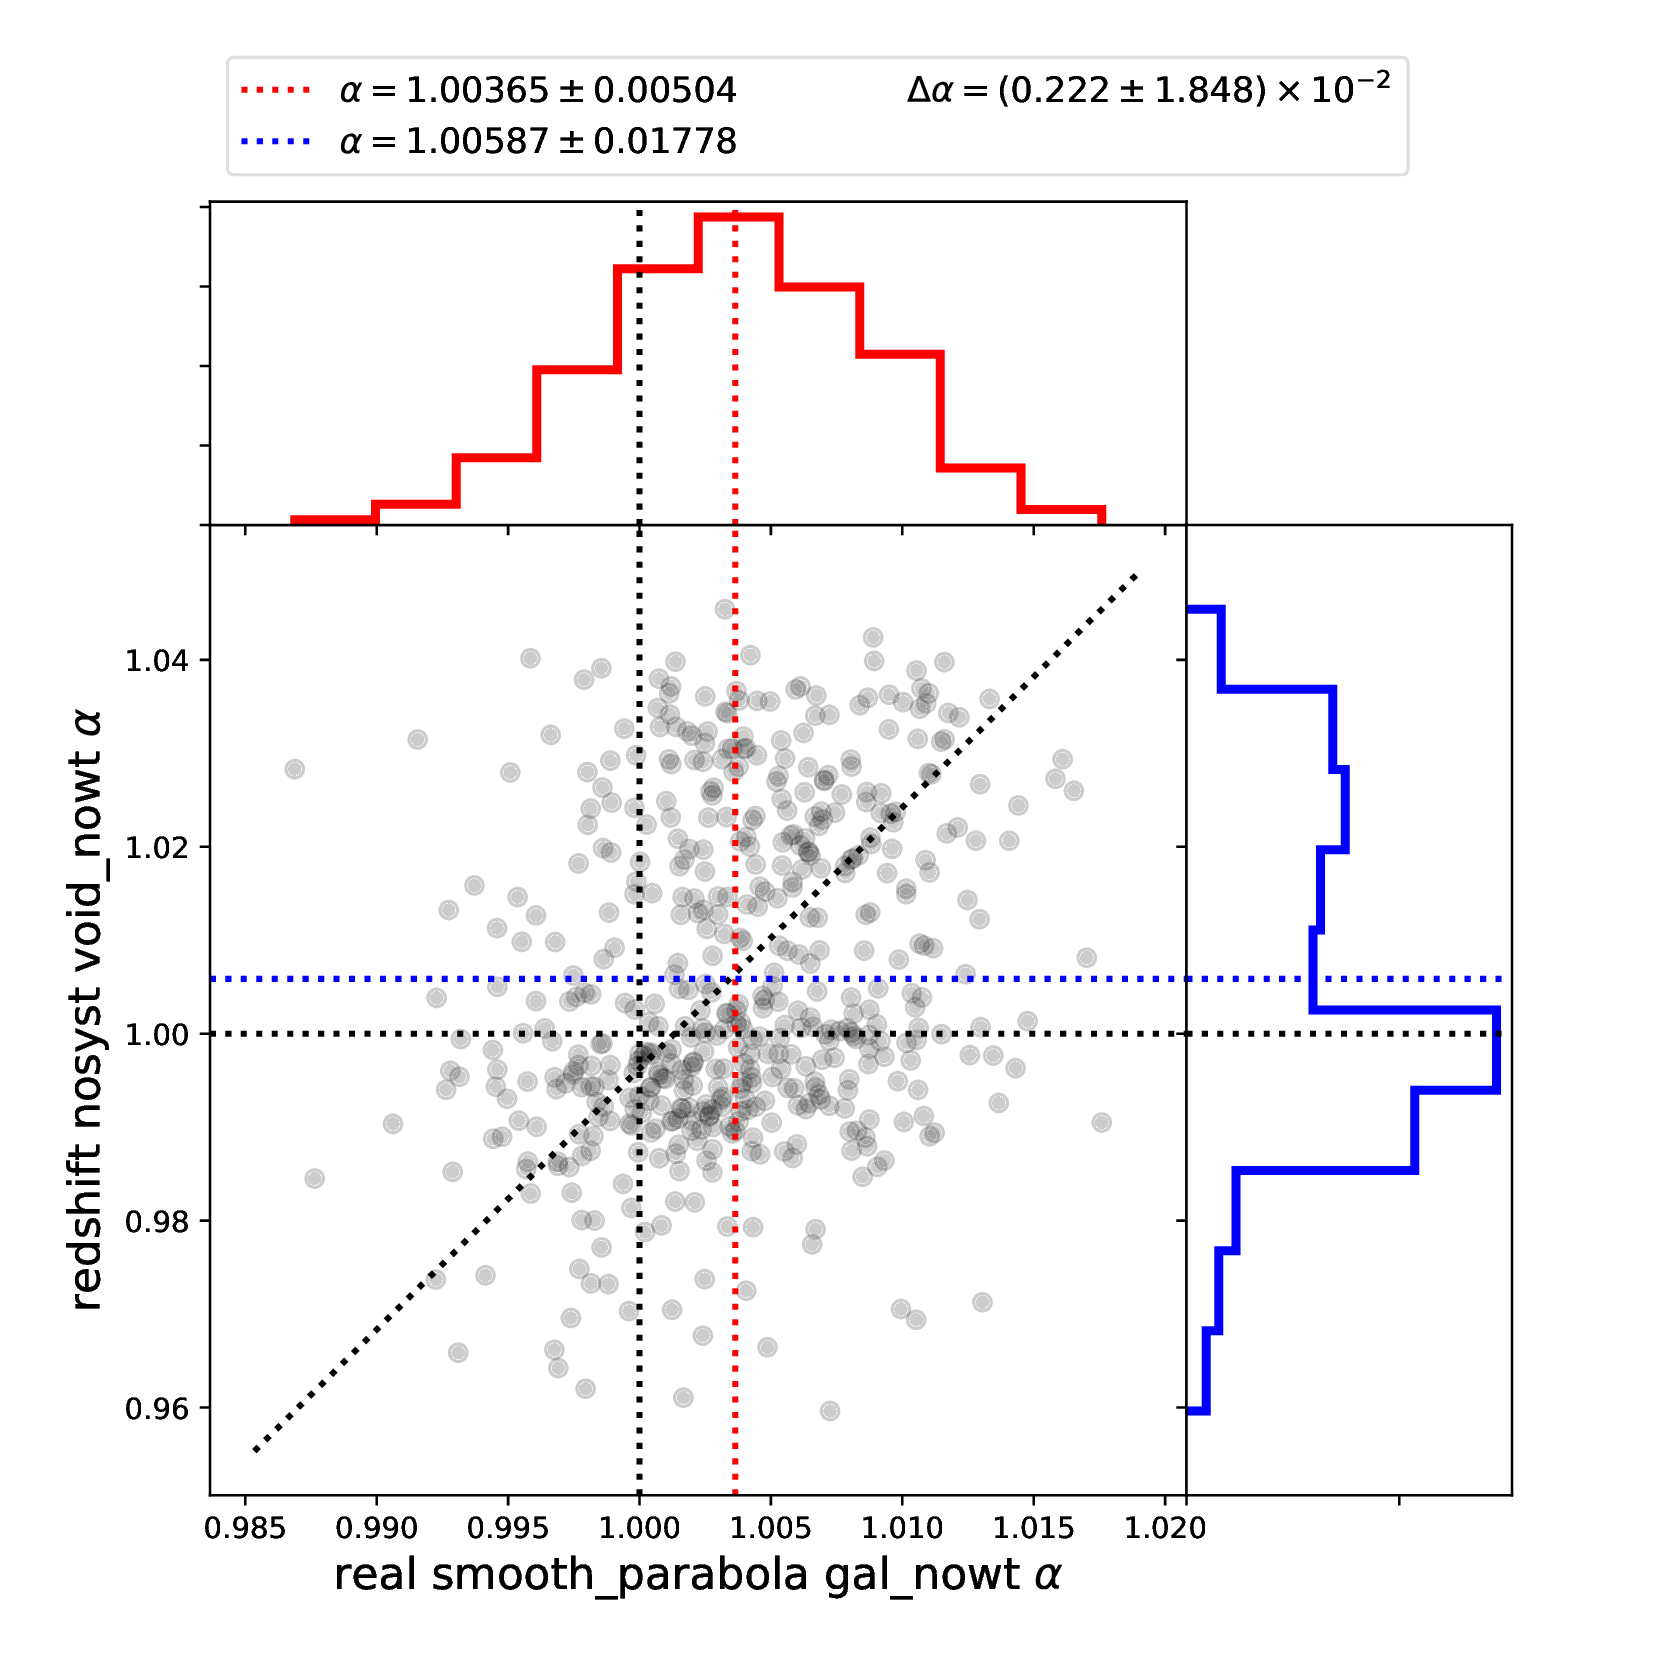 α = 1.00365 ± 0.00504
Δα = (0.222 ± 1.848) × 10⁻²
α = 1.00587 ± 0.01778
1.04
1.02
1.00
0.98
0.96
redshift nosyst void_nowt α
0.985 0.990 0.995 1.000 1.005 1.010 1.015 1.020
real smooth_parabola gal_nowt α